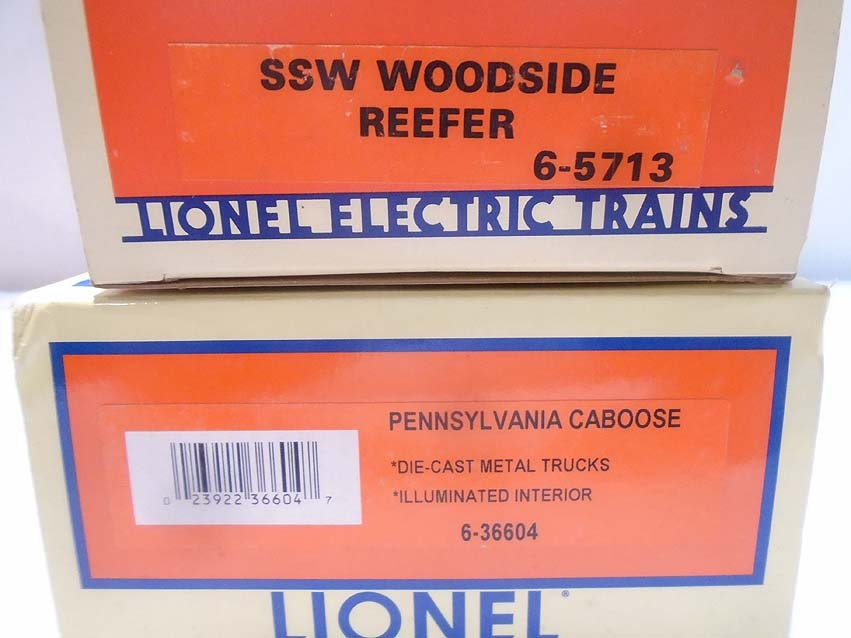 SSW WOODSIDE
REEFER
6-5713
LIONEL ELECTRIC TRAINS
PENNSYLVANIA CABOOSE
*DIE-CAST METAL TRUCKS
*ILLUMINATED INTERIOR
6-36604
0 23922 36604 7
LIONEL®